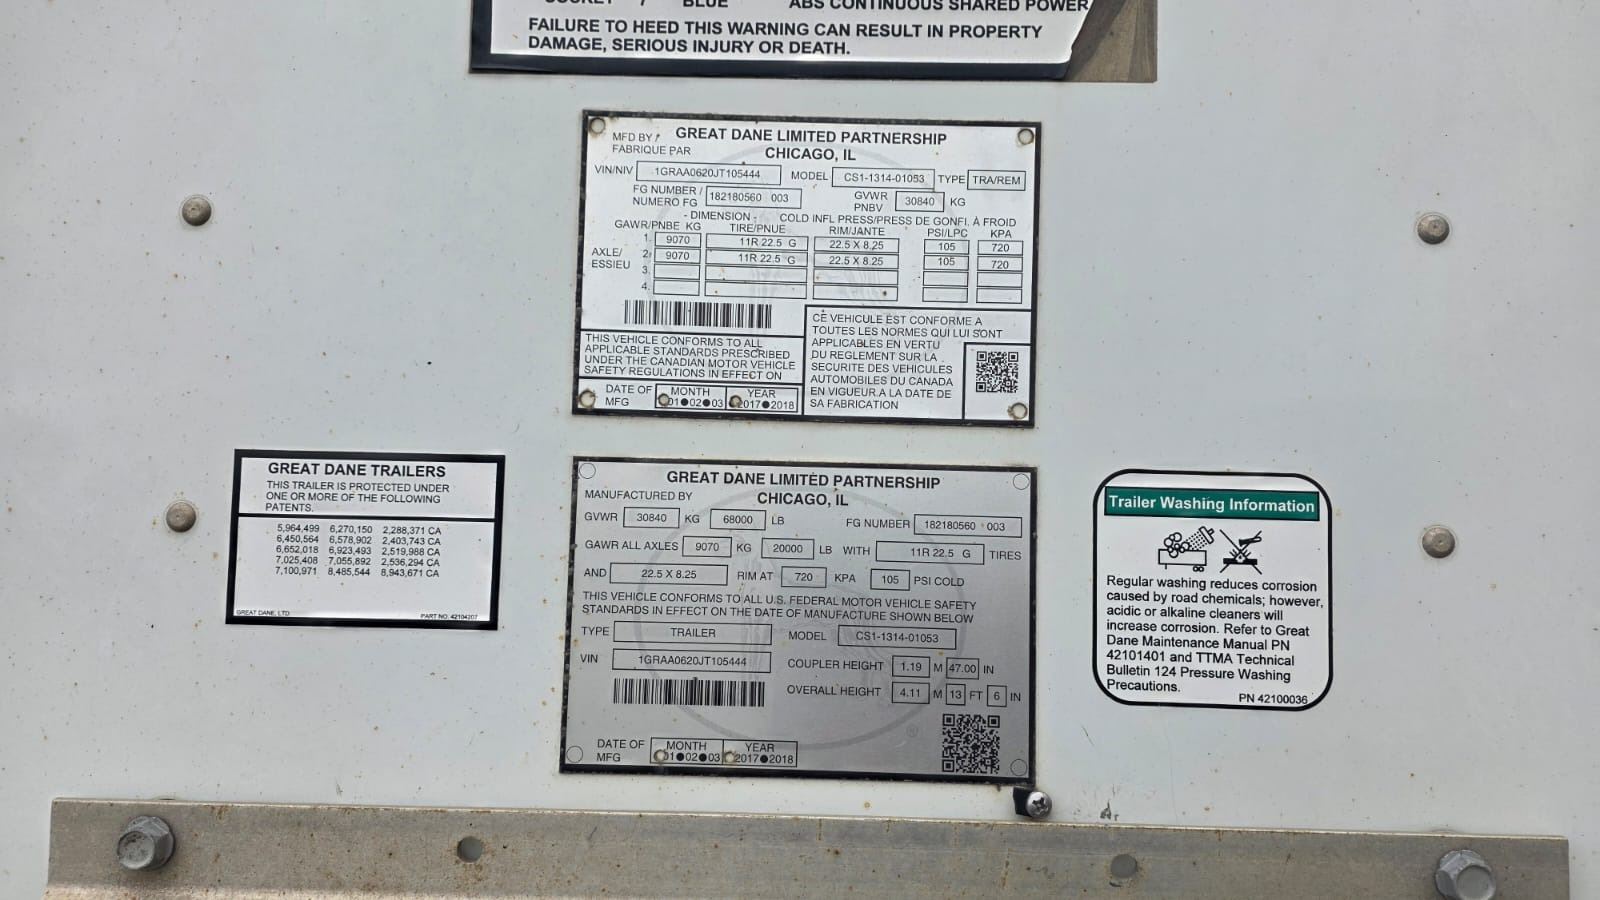 SOCKET / BLUE ABS CONTINUOUS SHARED POWER
FAILURE TO HEED THIS WARNING CAN RESULT IN PROPERTY
DAMAGE, SERIOUS INJURY OR DEATH.
MFD BY / GREAT DANE LIMITED PARTNERSHIP
FABRIQUE PAR CHICAGO, IL
VIN/NIV 1GRAA0620JT105444 MODEL CS1-1314-01053 TYPE TRA/REM
FG NUMBER / NUMERO FG 182180560 003 GVWR PNBV 30840 KG
- DIMENSION - COLD INFL PRESS/PRESS DE GONFL À FROID
GAWR/PNBE KG TIRE/PNUE RIM/JANTE PSI/LPC KPA
AXLE/ ESSIEU
1. 9070 11R 22.5 G 22.5 X 8.25 105 720
2. 9070 11R 22.5 G 22.5 X 8.25 105 720
3.
4.
THIS VEHICLE CONFORMS TO ALL
APPLICABLE STANDARDS PRESCRIBED
UNDER THE CANADIAN MOTOR VEHICLE
SAFETY REGULATIONS IN EFFECT ON
DATE OF MFG MONTH 01 02 03 YEAR 2017 2018
CE VEHICULE EST CONFORME A
TOUTES LES NORMES QUI LUI SONT
APPLICABLES EN VERTU
DU REGLEMENT SUR LA
SECURITE DES VEHICULES
AUTOMOBILES DU CANADA
EN VIGUEUR A LA DATE DE
SA FABRICATION
GREAT DANE TRAILERS
THIS TRAILER IS PROTECTED UNDER
ONE OR MORE OF THE FOLLOWING
PATENTS.
5,964,499 6,270,150 2,288,371 CA
6,450,564 6,578,902 2,403,743 CA
6,652,018 6,923,493 2,519,988 CA
7,025,408 7,055,892 2,536,294 CA
7,100,971 8,485,544 8,943,671 CA
GREAT DANE, LTD. PART NO. 42104207
GREAT DANE LIMITED PARTNERSHIP
MANUFACTURED BY CHICAGO, IL
GVWR 30840 KG 68000 LB FG NUMBER 182180560 003
GAWR ALL AXLES 9070 KG 20000 LB WITH 11R 22.5 G TIRES
AND 22.5 X 8.25 RIM AT 720 KPA 105 PSI COLD
THIS VEHICLE CONFORMS TO ALL U.S. FEDERAL MOTOR VEHICLE SAFETY
STANDARDS IN EFFECT ON THE DATE OF MANUFACTURE SHOWN BELOW
TYPE TRAILER MODEL CS1-1314-01053
VIN 1GRAA0620JT105444 COUPLER HEIGHT 1.19 M 47.00 IN
OVERALL HEIGHT 4.11 M 13 FT 6 IN
®
DATE OF MFG MONTH 01 02 03 YEAR 2017 2018
Trailer Washing Information
Regular washing reduces corrosion
caused by road chemicals; however,
acidic or alkaline cleaners will
increase corrosion. Refer to Great
Dane Maintenance Manual PN
42101401 and TTMA Technical
Bulletin 124 Pressure Washing
Precautions.
PN 42100036